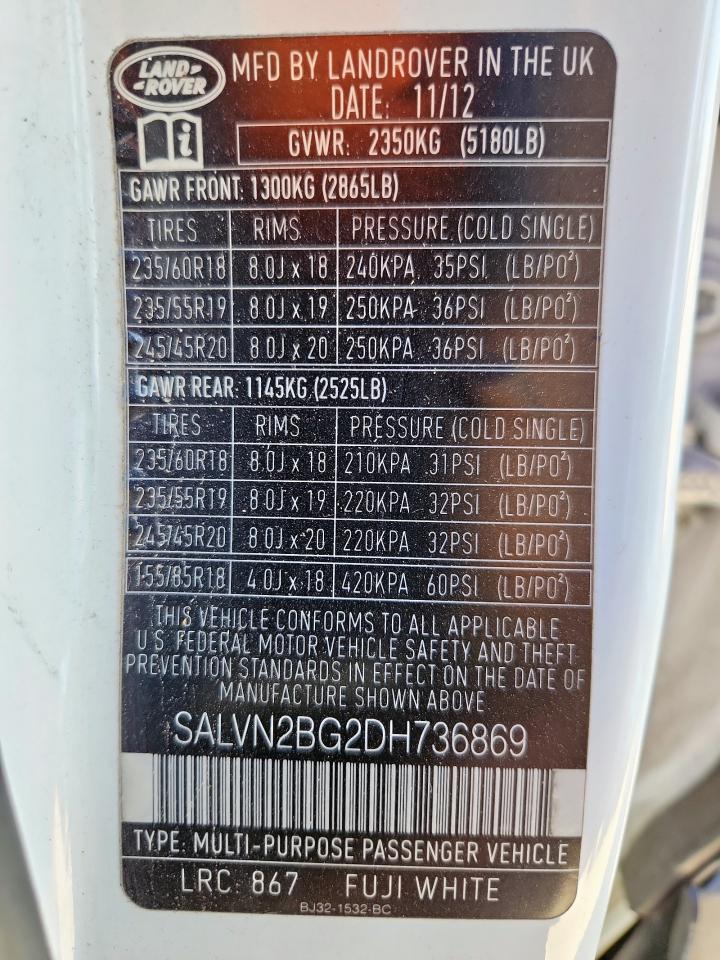 LAND-
-ROVER
MFD BY LANDROVER IN THE UK
DATE: 11/12
GVWR: 2350KG (5180LB)
GAWR FRONT: 1300KG (2865LB)
TIRES RIMS PRESSURE (COLD SINGLE)
235/60R18 8.0J x 18 240KPA 35PSI (LB/PO²)
235/55R19 8.0J x 19 250KPA 36PSI (LB/PO²)
245/45R20 8.0J x 20 250KPA 36PSI (LB/PO²)
GAWR REAR: 1145KG (2525LB)
TIRES RIMS PRESSURE (COLD SINGLE)
235/60R18 8.0J x 18 210KPA 31PSI (LB/PO²)
235/55R19 8.0J x 19 220KPA 32PSI (LB/PO²)
245/45R20 8.0J x 20 220KPA 32PSI (LB/PO²)
155/85R18 4.0J x 18 420KPA 60PSI (LB/PO²)
THIS VEHICLE CONFORMS TO ALL APPLICABLE
U.S. FEDERAL MOTOR VEHICLE SAFETY AND THEFT
PREVENTION STANDARDS IN EFFECT ON THE DATE OF
MANUFACTURE SHOWN ABOVE
SALVN2BG2DH736869
TYPE: MULTI-PURPOSE PASSENGER VEHICLE
LRC: 867 FUJI WHITE
BJ32-1532-BC